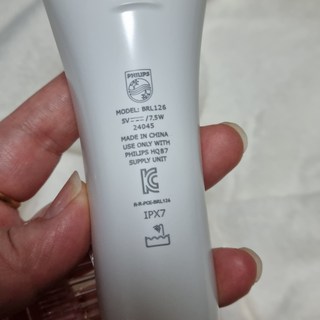 PHILIPS
MODEL: BRL126
5V ⎓ /7.5W
24045
MADE IN CHINA
USE ONLY WITH
PHILIPS HQ87
SUPPLY UNIT
IPX7